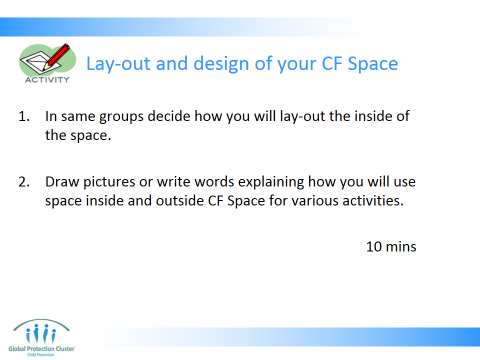 ACTIVITY
Lay-out and design of your CF Space
1. In same groups decide how you will lay-out the inside of
the space.
2. Draw pictures or write words explaining how you will use
space inside and outside CF Space for various activities.
10 mins
Global Protection Cluster
Child Protection